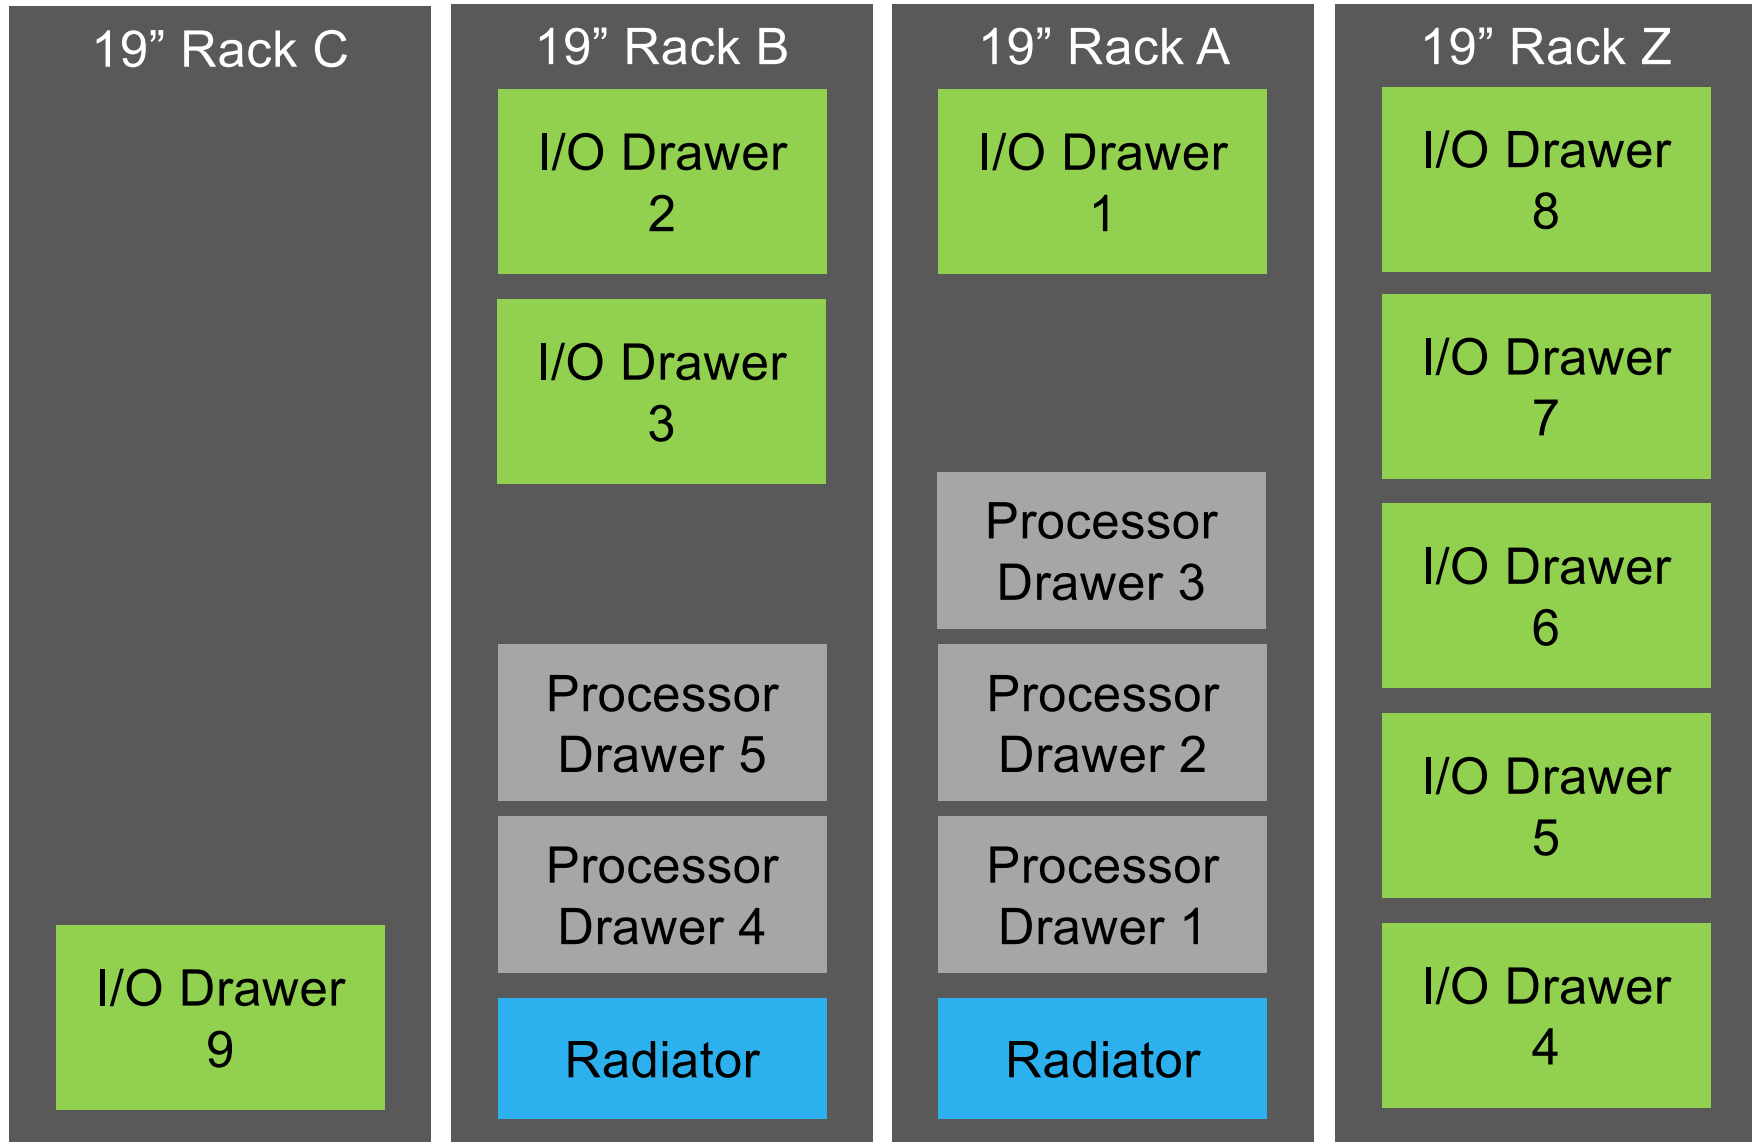 19” Rack C
I/O Drawer
9
19” Rack B
I/O Drawer
2
I/O Drawer
3
Processor
Drawer 5
Processor
Drawer 4
Radiator
19” Rack A
I/O Drawer
1
Processor
Drawer 3
Processor
Drawer 2
Processor
Drawer 1
Radiator
19” Rack Z
I/O Drawer
8
I/O Drawer
7
I/O Drawer
6
I/O Drawer
5
I/O Drawer
4